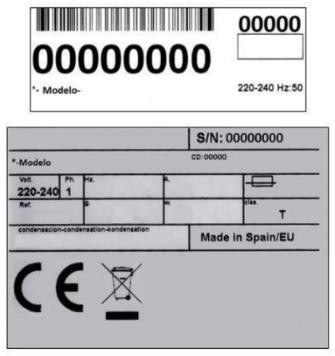 00000
00000000
*- Modelo-
220-240 Hz:50
S/N: 00000000
*-Modelo
CD: 00000
Volt. Ph. Hz. A.
220-240 1
Ref. g. w. clas.
T
condensacion-condensation-kondensation
Made in Spain/EU
CE